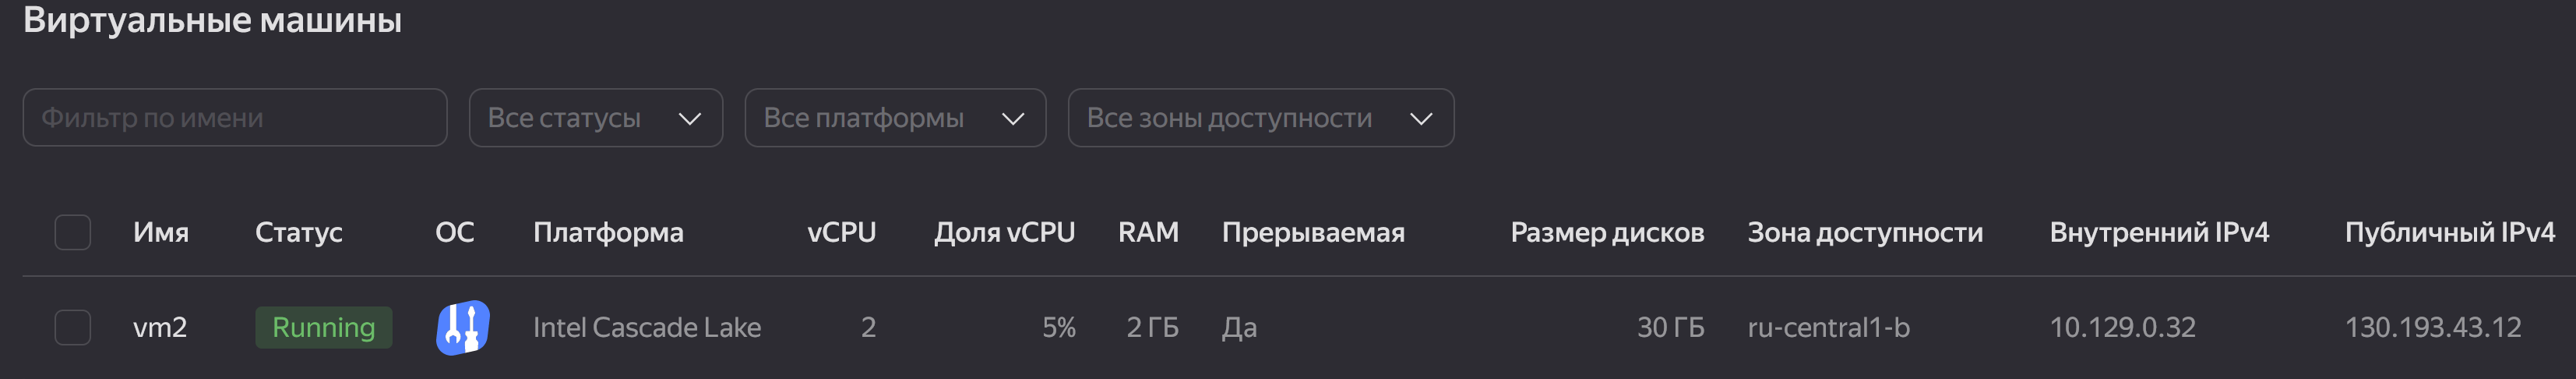 Виртуальные машины
Фильтр по имени Все статусы Все платформы Все зоны доступности
Имя Статус ОС Платформа vCPU Доля vCPU RAM Прерываемая Размер дисков Зона доступности Внутренний IPv4 Публичный IPv4
vm2 Running Intel Cascade Lake 2 5% 2 ГБ Да 30 ГБ ru-central1-b 10.129.0.32 130.193.43.12